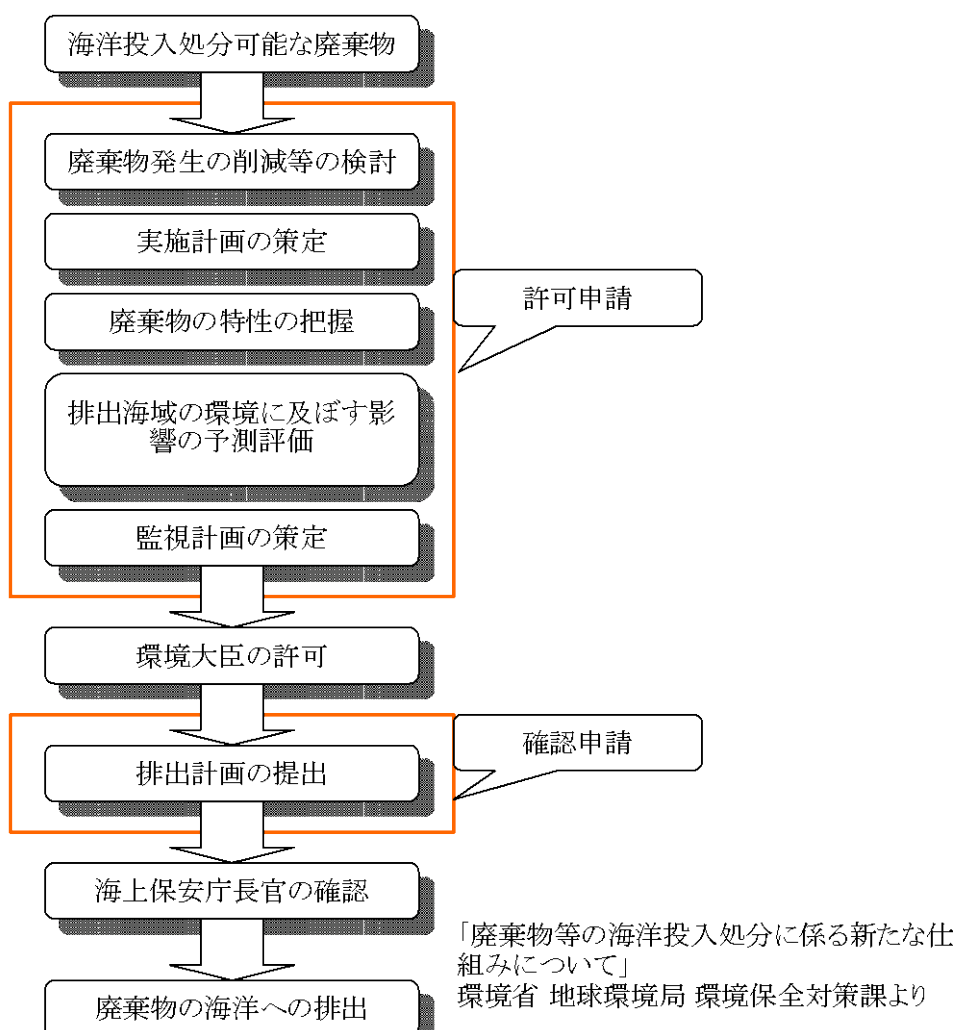 海洋投入処分可能な廃棄物
廃棄物発生の削減等の検討
実施計画の策定
許可申請
廃棄物の特性の把握
排出海域の環境に及ぼす影
響の予測評価
監視計画の策定
環境大臣の許可
確認申請
排出計画の提出
海上保安庁長官の確認
「廃棄物等の海洋投入処分に係る新たな仕
組みについて」
環境省 地球環境局 環境保全対策課より
廃棄物の海洋への排出